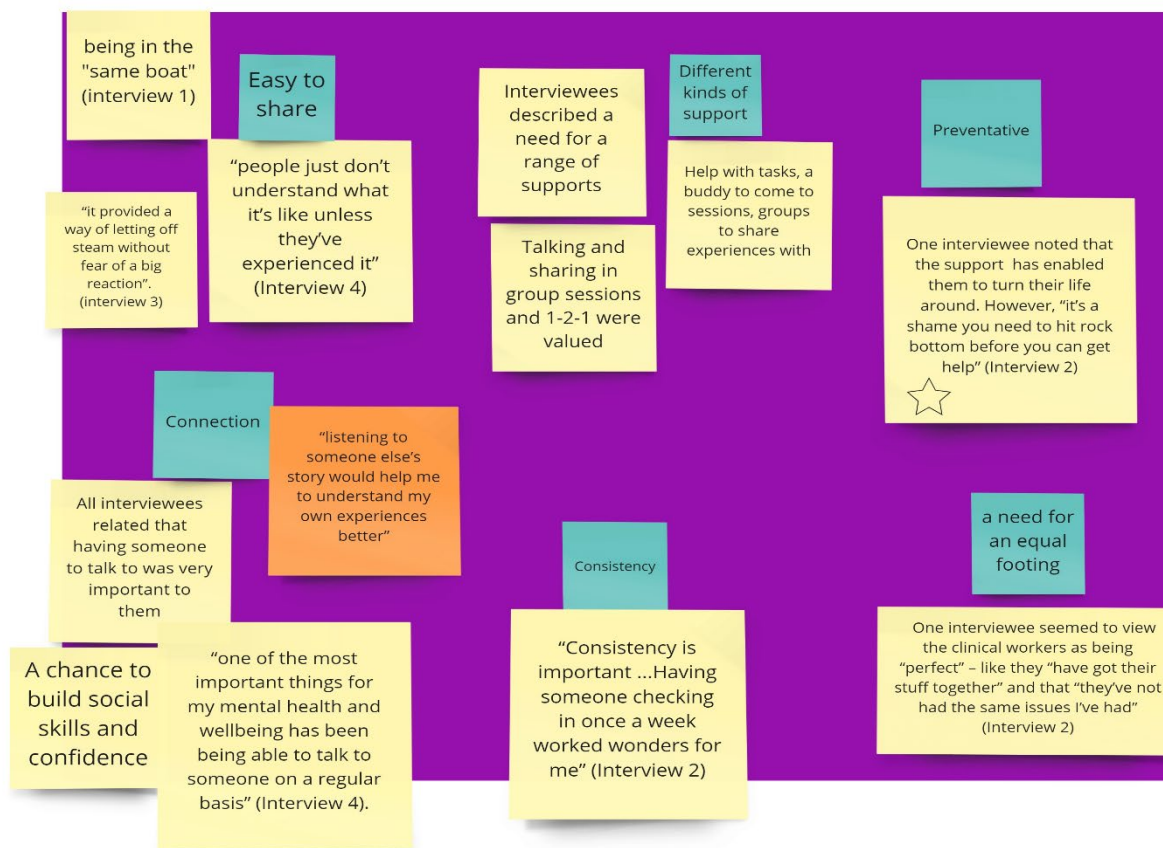 being in the
"same boat"
(interview 1)
Easy to
share
“people just don’t
understand what
it’s like unless
they’ve
experienced it”
(Interview 4)
“it provided a
way of letting off
steam without
fear of a big
reaction”.
(interview 3)
Interviewees
described a
need for a
range of
supports
Different
kinds of
support
Help with tasks, a
buddy to come to
sessions, groups
to share
experiences with
Talking and
sharing in
group sessions
and 1-2-1 were
valued
Preventative
One interviewee noted that
the support has enabled
them to turn their life
around. However, “it’s a
shame you need to hit rock
bottom before you can get
help” (Interview 2)
Connection
“listening to
someone else’s
story would help me
to understand my
own experiences
better”
All interviewees
related that
having someone
to talk to was very
important to
them
A chance to
build social
skills and
confidence
“one of the most
important things for
my mental health and
wellbeing has been
being able to talk to
someone on a regular
basis” (Interview 4).
Consistency
“Consistency is
important ...Having
someone checking
in once a week
worked wonders for
me” (Interview 2)
a need for
an equal
footing
One interviewee seemed to view
the clinical workers as being
“perfect” – like they “have got their
stuff together” and that “they’ve not
had the same issues I’ve had”
(Interview 2)